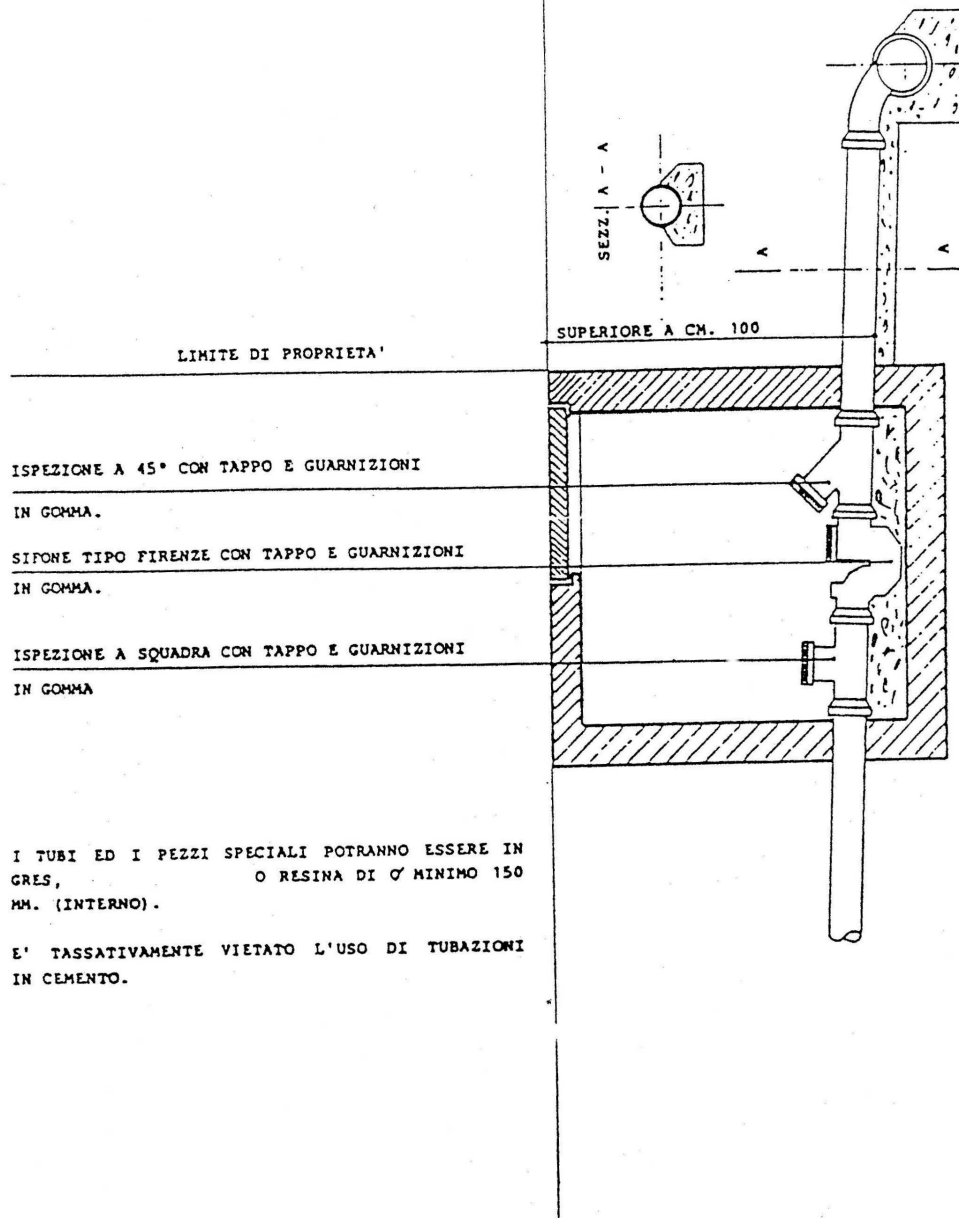 SEZZ. A - A
A
A
SUPERIORE A CM. 100
LIMITE DI PROPRIETA'
ISPEZIONE A 45° CON TAPPO E GUARNIZIONI
IN GOMMA.
SIFONE TIPO FIRENZE CON TAPPO E GUARNIZIONI
IN GOMMA.
ISPEZIONE A SQUADRA CON TAPPO E GUARNIZIONI
IN GOMMA
I TUBI ED I PEZZI SPECIALI POTRANNO ESSERE IN
GRES, O RESINA DI Ø MINIMO 150
MM. (INTERNO).
E' TASSATIVAMENTE VIETATO L'USO DI TUBAZIONI
IN CEMENTO.